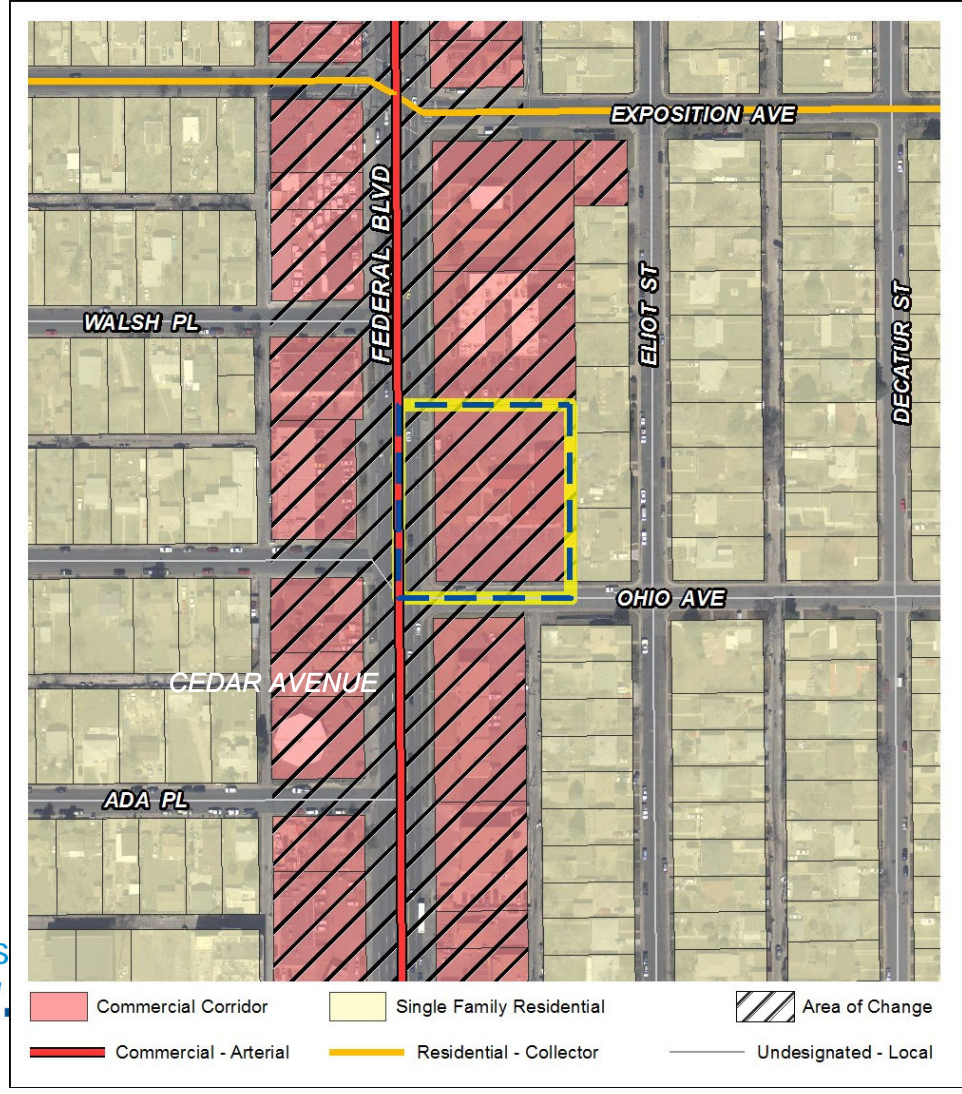 EXPOSITION AVE
FEDERAL BLVD
WALSH PL
ELIOT ST
DECATUR ST
OHIO AVE
CEDAR AVENUE
ADA PL
s
Commercial Corridor
Single Family Residential
Area of Change
Commercial - Arterial
Residential - Collector
Undesignated - Local